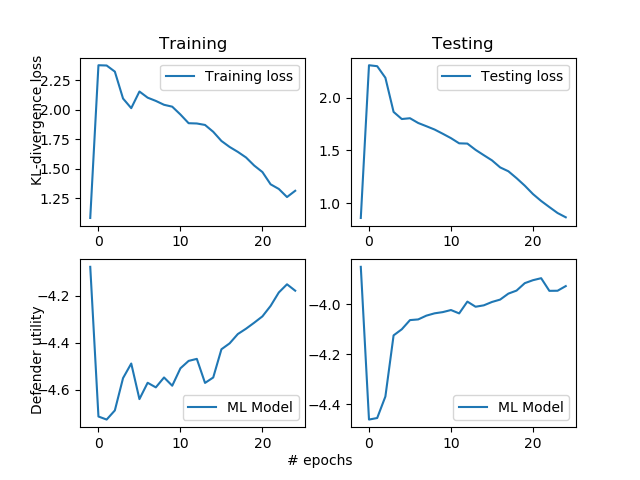 Training
Testing
KL-divergence loss
2.25
2.00
1.75
1.50
1.25
Training loss
0
10
20
2.0
1.5
1.0
Testing loss
0
10
20
Defender utility
−4.2
−4.4
−4.6
ML Model
0
10
20
−4.0
−4.2
−4.4
ML Model
0
10
20
# epochs